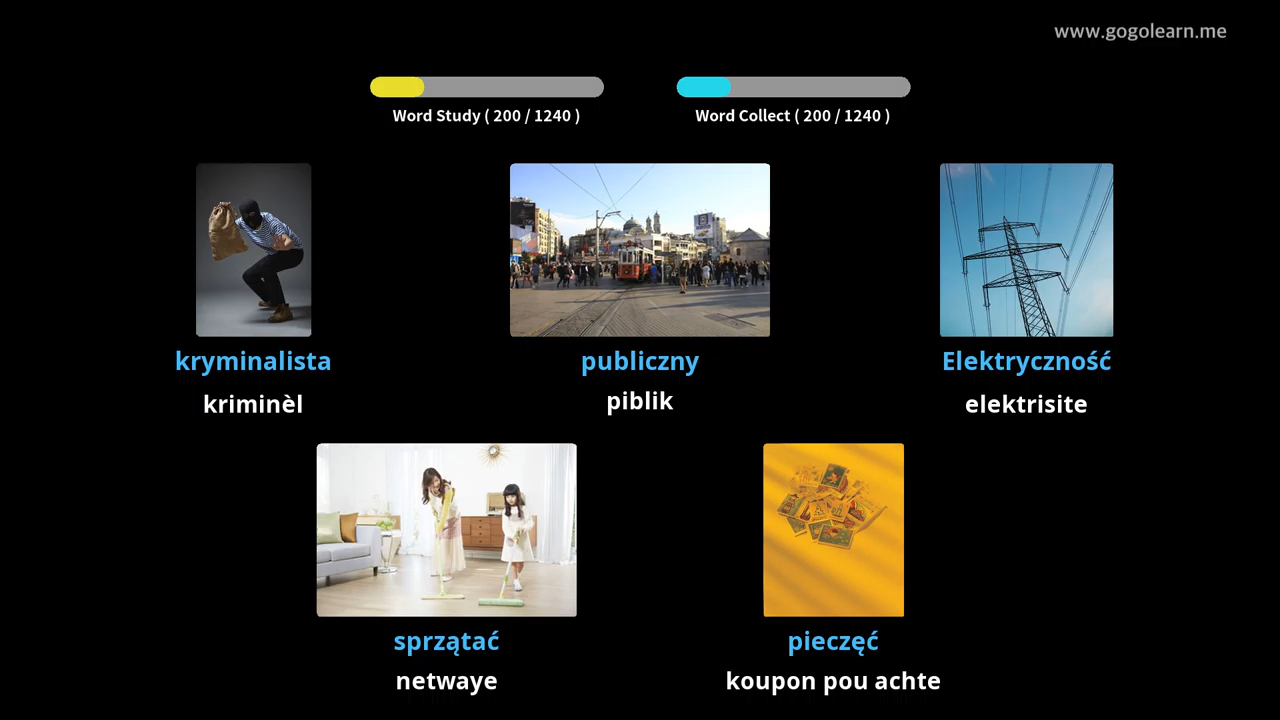 www.gogolearn.me
Word Study ( 200 / 1240 )
Word Collect ( 200 / 1240 )
kryminalista
publiczny
Elektryczność
kriminèl
piblik
elektrisite
sprzątać
pieczęć
netwaye
koupon pou achte